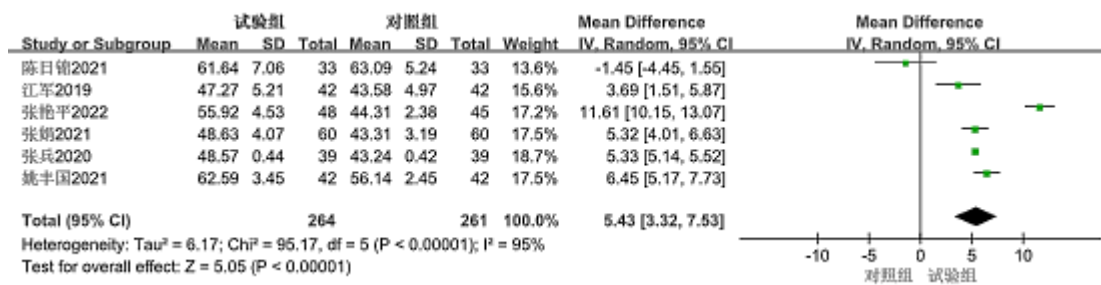 试验组 对照组 Mean Difference Mean Difference
Study or Subgroup Mean SD Total Mean SD Total Weight IV, Random, 95% CI IV, Random, 95% CI
陈日锦2021 61.64 7.06 33 63.09 5.24 33 13.6% -1.45 [-4.45, 1.55]
江军2019 47.27 5.21 42 43.58 4.97 42 15.6% 3.69 [1.51, 5.87]
张艳平2022 55.92 4.53 48 44.31 2.38 45 17.2% 11.61 [10.15, 13.07]
张娟2021 48.63 4.07 60 43.31 3.19 60 17.5% 5.32 [4.01, 6.63]
张兵2020 48.57 0.44 39 43.24 0.42 39 18.7% 5.33 [5.14, 5.52]
姚丰国2021 62.59 3.45 42 56.14 2.45 42 17.5% 6.45 [5.17, 7.73]
Total (95% CI) 264 261 100.0% 5.43 [3.32, 7.53]
Heterogeneity: Tau² = 6.17; Chi² = 95.17, df = 5 (P < 0.00001); I² = 95%
Test for overall effect: Z = 5.05 (P < 0.00001)
-10 -5 0 5 10
对照组 试验组